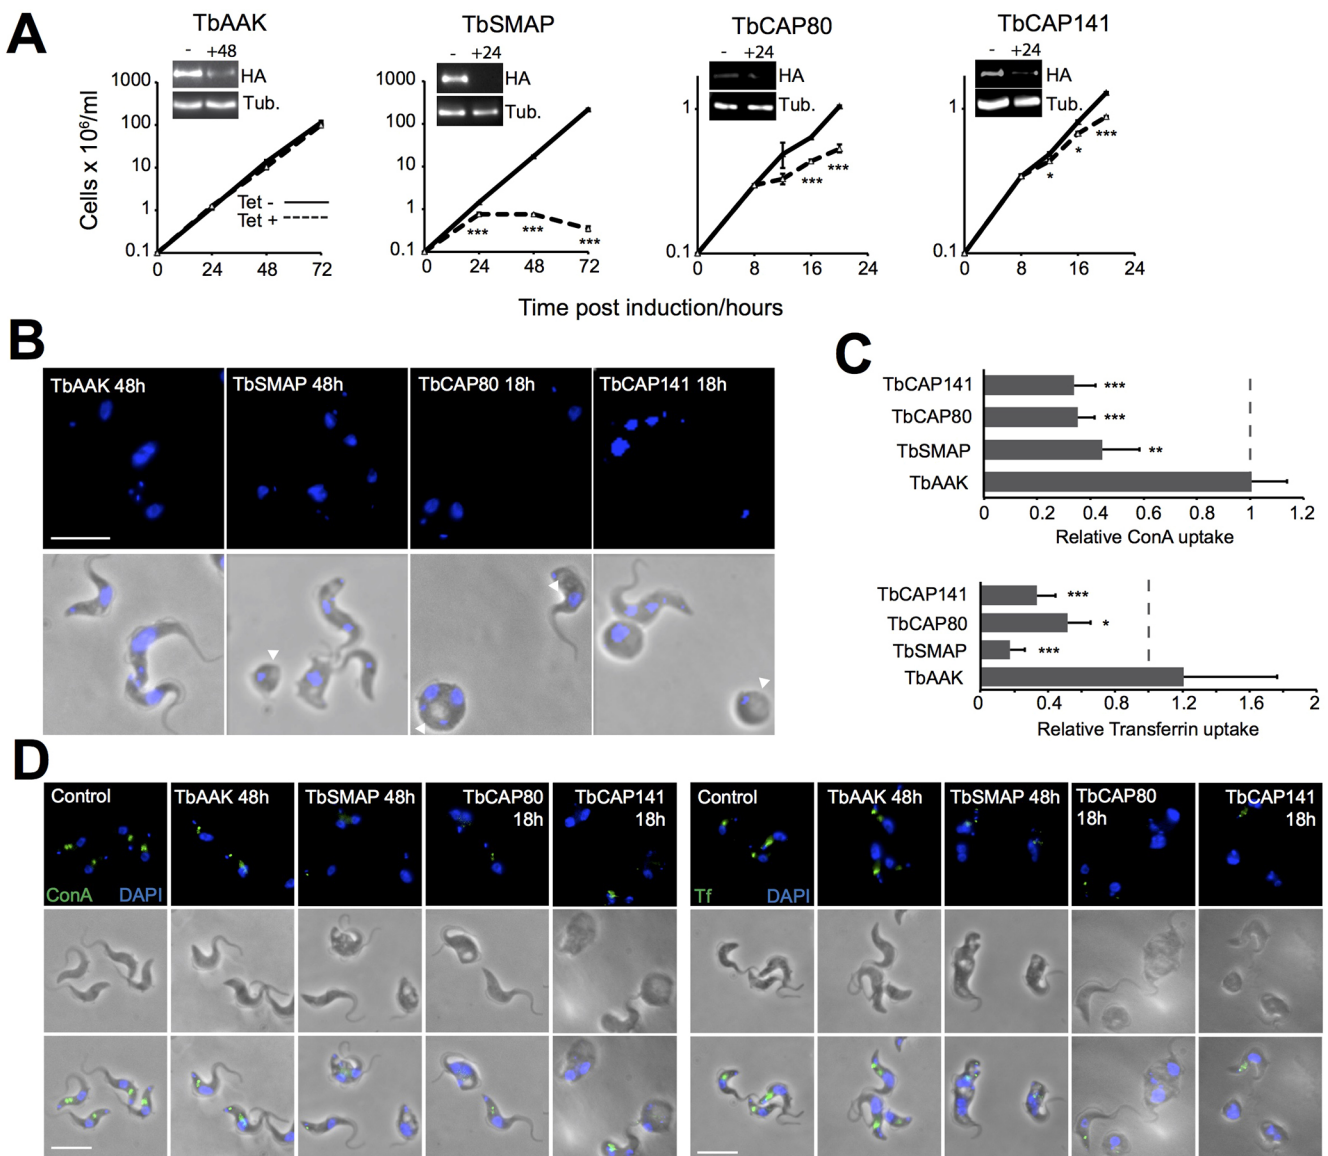 A
TbAAK
- +48
HA
Tub.
1000
100
10
1
0.1
0 24 48 72
Tet -
Tet +
Cells x 10⁶/ml
TbSMAP
- +24
HA
Tub.
1000
100
10
1
0.1
0 24 48 72
*** *** ***
TbCAP80
- +24
HA
Tub.
1
0.1
0 8 16 24
*** ***
TbCAP141
- +24
HA
Tub.
1
0.1
0 8 16 24
* * ***
Time post induction/hours
B
TbAAK 48h
TbSMAP 48h
TbCAP80 18h
TbCAP141 18h
C
TbCAP141 ***
TbCAP80 ***
TbSMAP **
TbAAK
0 0.2 0.4 0.6 0.8 1 1.2
Relative ConA uptake
TbCAP141 ***
TbCAP80 *
TbSMAP ***
TbAAK
0 0.4 0.8 1.2 1.6 2
Relative Transferrin uptake
D
Control
ConA DAPI
TbAAK 48h
TbSMAP 48h
TbCAP80
18h
TbCAP141
18h
Control
Tf DAPI
TbAAK 48h
TbSMAP 48h
TbCAP80
18h
TbCAP141
18h